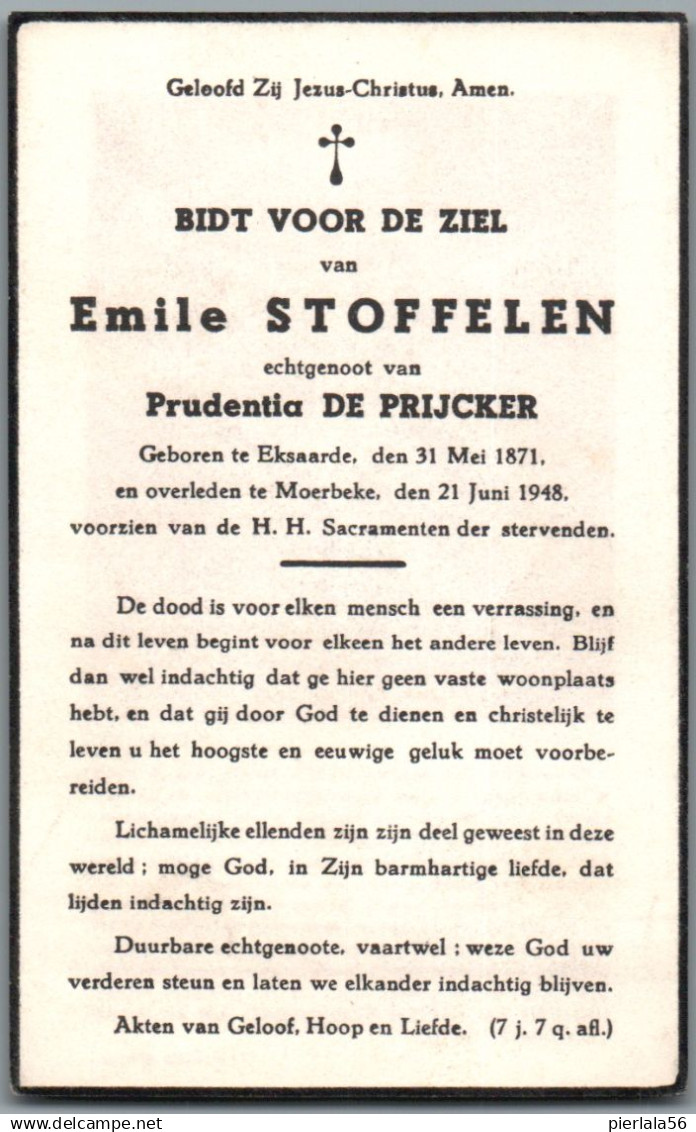 Geloofd Zij Jezus-Christus, Amen.
BIDT VOOR DE ZIEL
van
Emile STOFFELEN
echtgenoot van
Prudentia DE PRIJCKER
Geboren te Eksaarde, den 31 Mei 1871,
en overleden te Moerbeke, den 21 Juni 1948,
voorzien van de H. H. Sacramenten der stervenden.
De dood is voor elken mensch een verrassing, en
na dit leven begint voor elkeen het andere leven. Blijf
dan wel indachtig dat ge hier geen vaste woonplaats
hebt, en dat gij door God te dienen en christelijk te
leven u het hoogste en eeuwige geluk moet voorbe-
reiden.
Lichamelijke ellenden zijn zijn deel geweest in deze
wereld ; moge God, in Zijn barmhartige liefde, dat
lijden indachtig zijn.
Duurbare echtgenoote, vaartwel ; weze God uw
verderen steun en laten we elkander indachtig blijven.
Akten van Geloof, Hoop en Liefde. (7 j. 7 q. afl.)
pierlala56